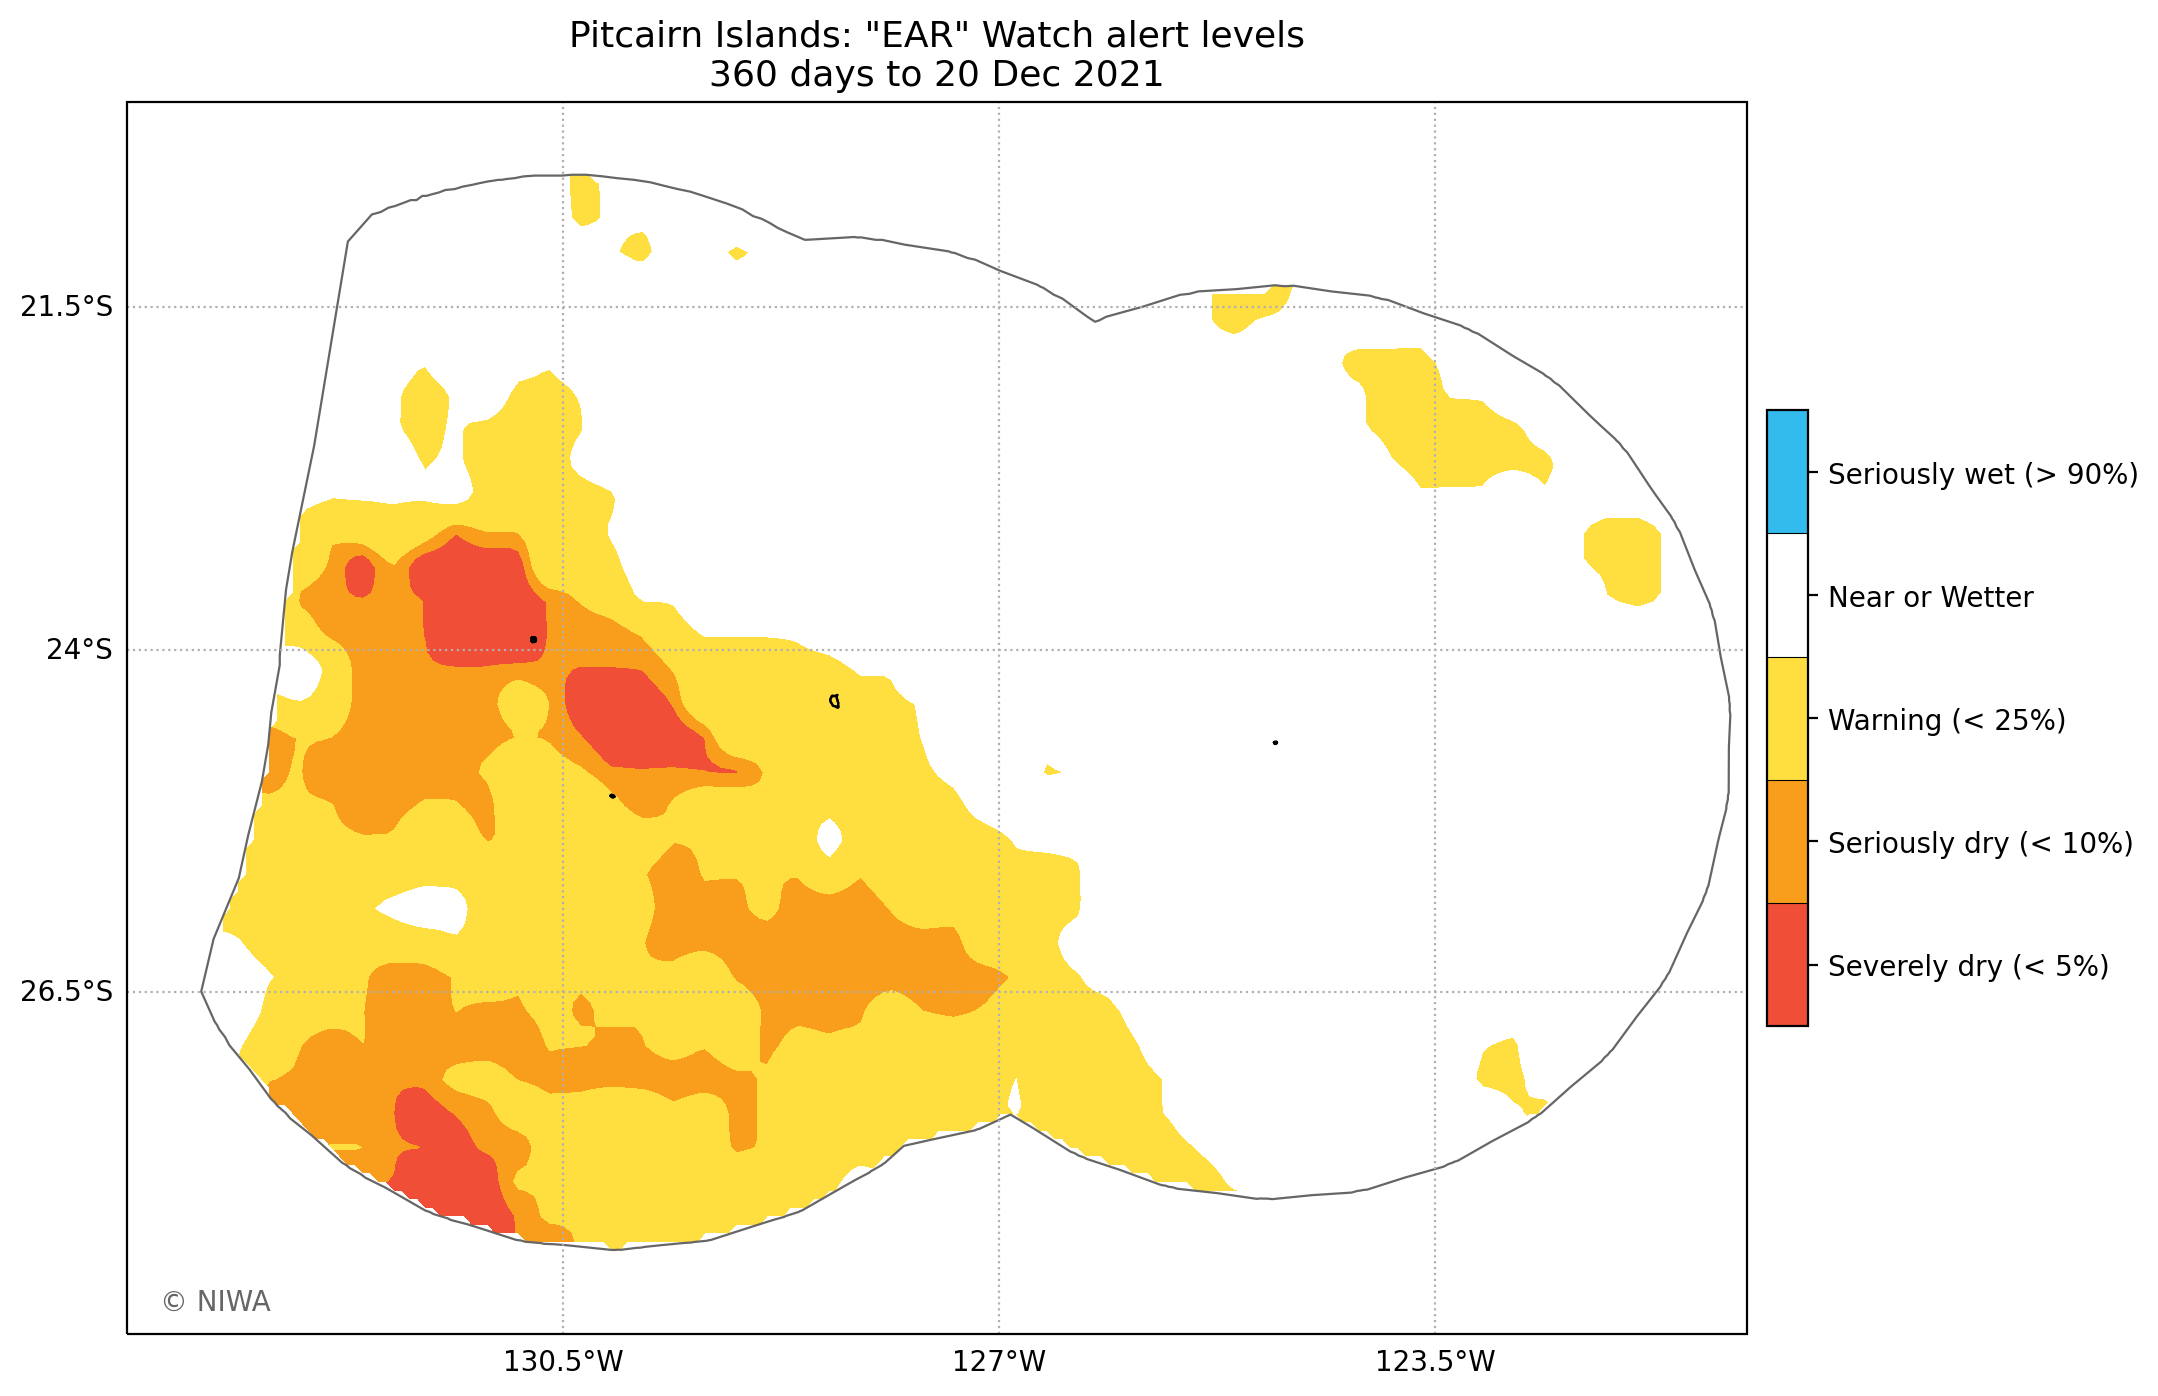 Pitcairn Islands: "EAR" Watch alert levels
360 days to 20 Dec 2021
21.5°S
24°S
26.5°S
130.5°W
127°W
123.5°W
Seriously wet (> 90%)
Near or Wetter
Warning (< 25%)
Seriously dry (< 10%)
Severely dry (< 5%)
© NIWA